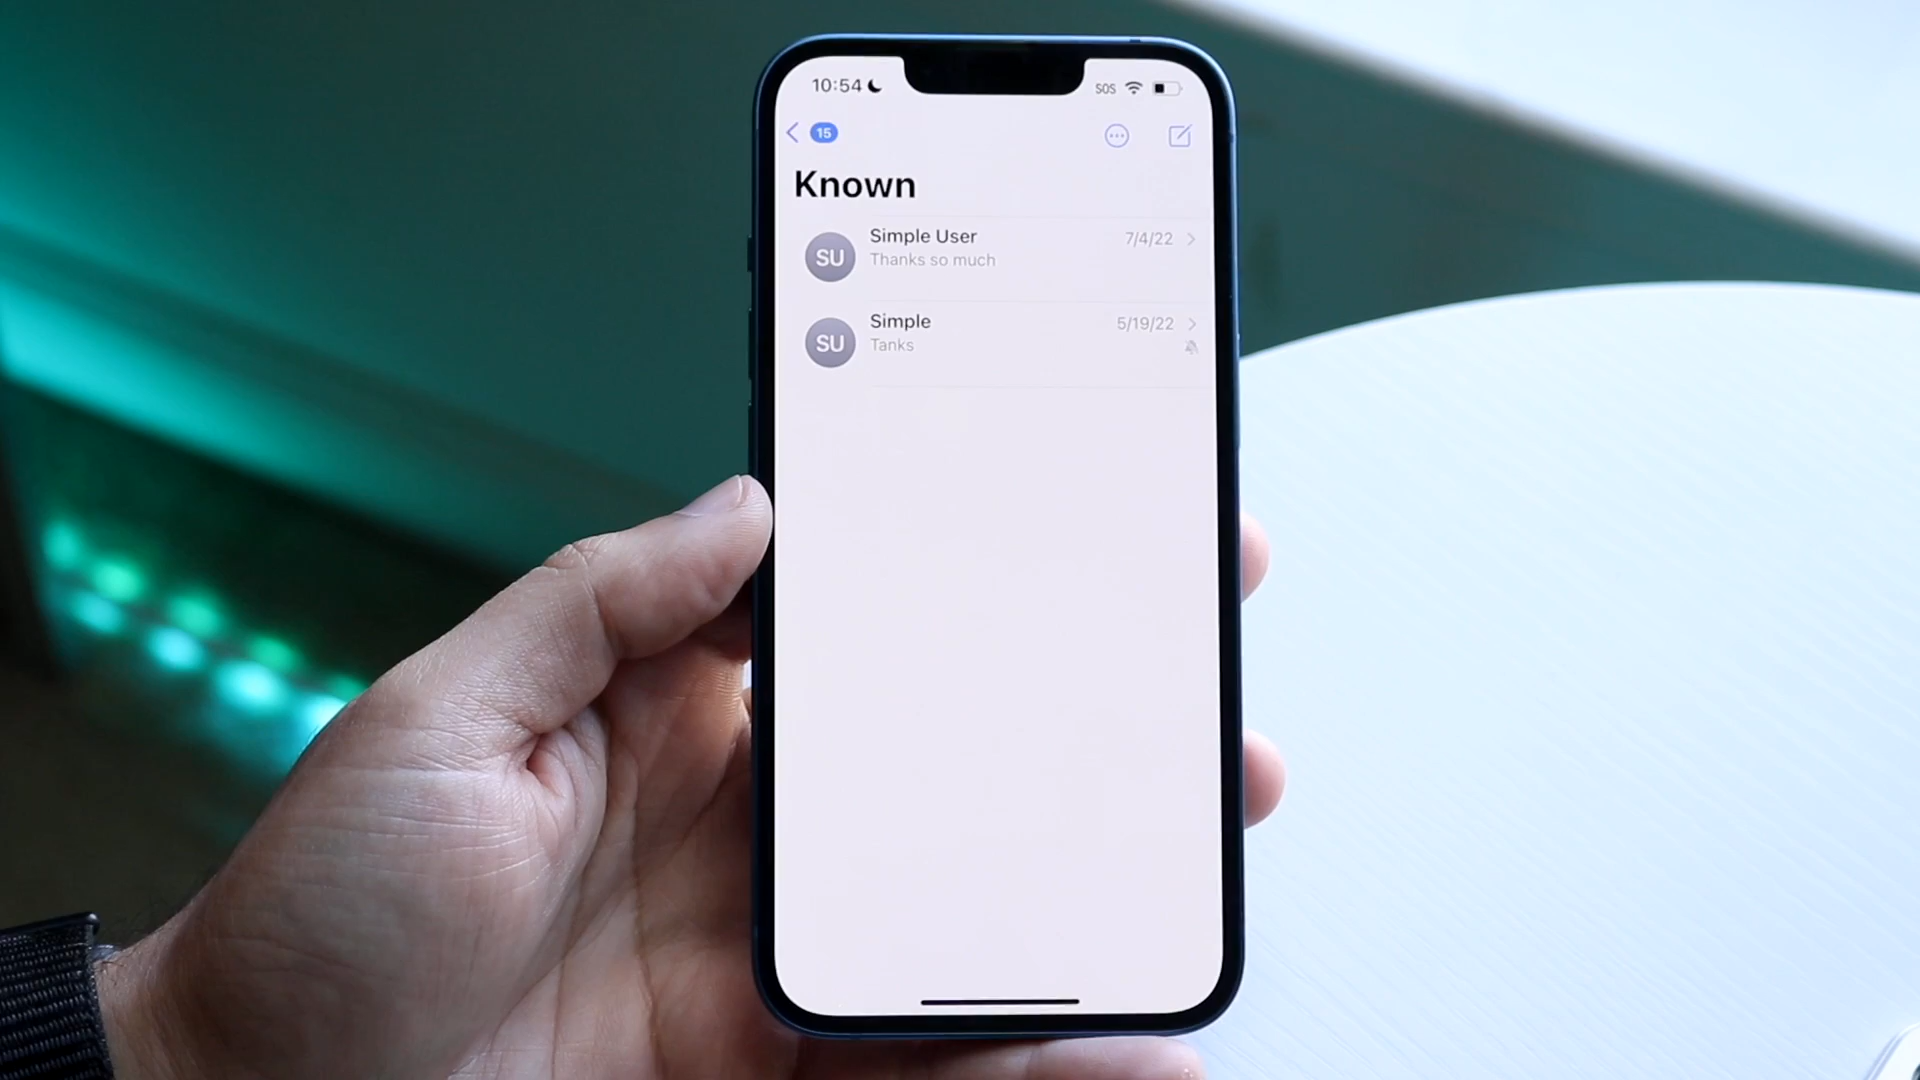 10:54
SOS
15
Known
SU
Simple User
7/4/22
Thanks so much
SU
Simple
5/19/22
Tanks